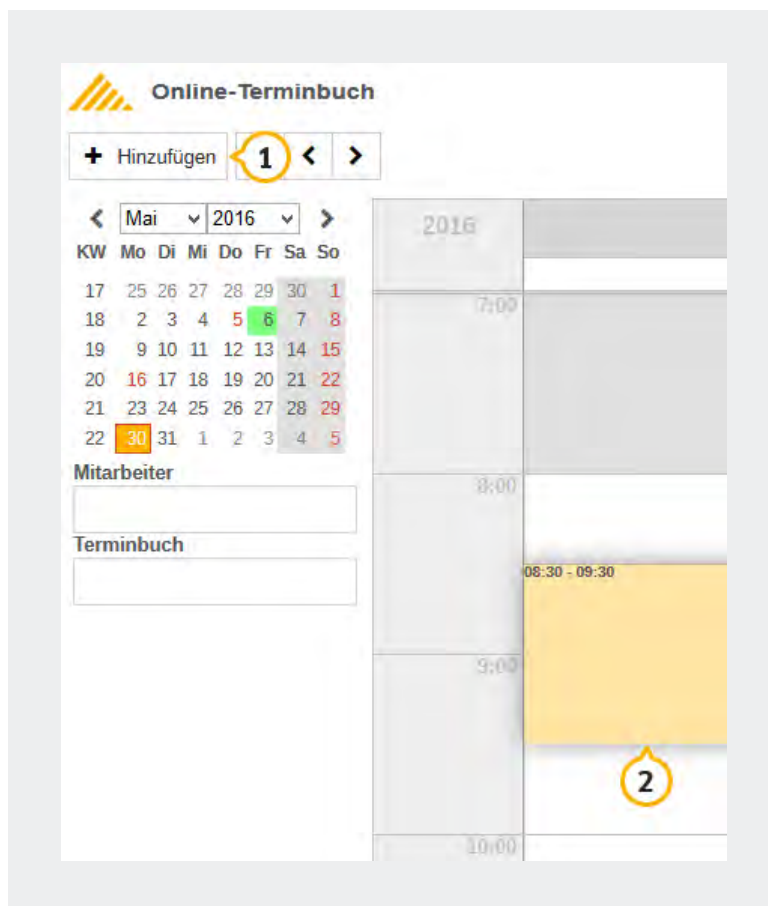 Online-Terminbuch
+ Hinzufügen 1 < >
< Mai 2016 >
KW Mo Di Mi Do Fr Sa So
17 25 26 27 28 29 30 1
18 2 3 4 5 6 7 8
19 9 10 11 12 13 14 15
20 16 17 18 19 20 21 22
21 23 24 25 26 27 28 29
22 30 31 1 2 3 4 5
Mitarbeiter
Terminbuch
2016
7:00
8:00
08:30 - 09:30
9:00
2
10:00